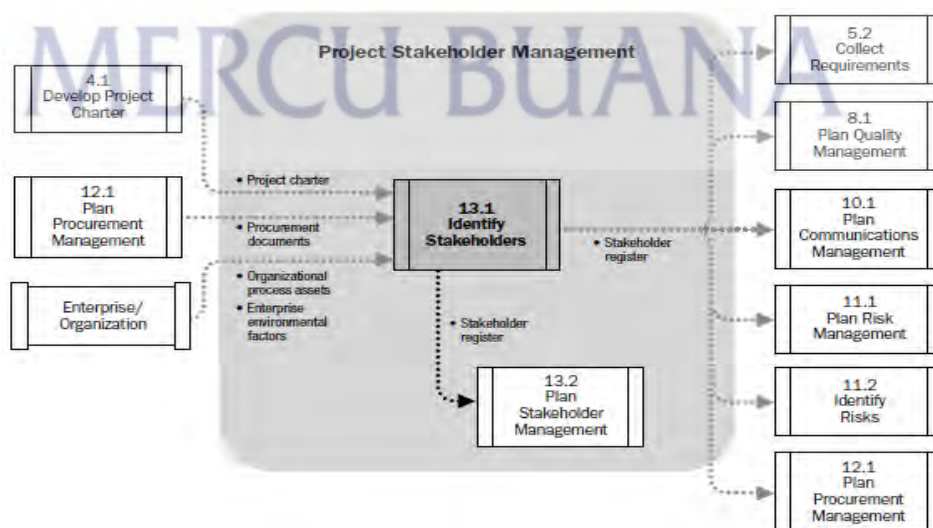 MERCU BUANA
Project Stakeholder Management
4.1
Develop Project
Charter
12.1
Plan
Procurement
Management
Enterprise/
Organization
• Project charter
• Procurement
documents
• Organizational
process assets
• Enterprise
environmental
factors
13.1
Identify
Stakeholders
• Stakeholder
register
• Stakeholder
register
13.2
Plan
Stakeholder
Management
5.2
Collect
Requirements
8.1
Plan Quality
Management
10.1
Plan
Communications
Management
11.1
Plan Risk
Management
11.2
Identify
Risks
12.1
Plan
Procurement
Management